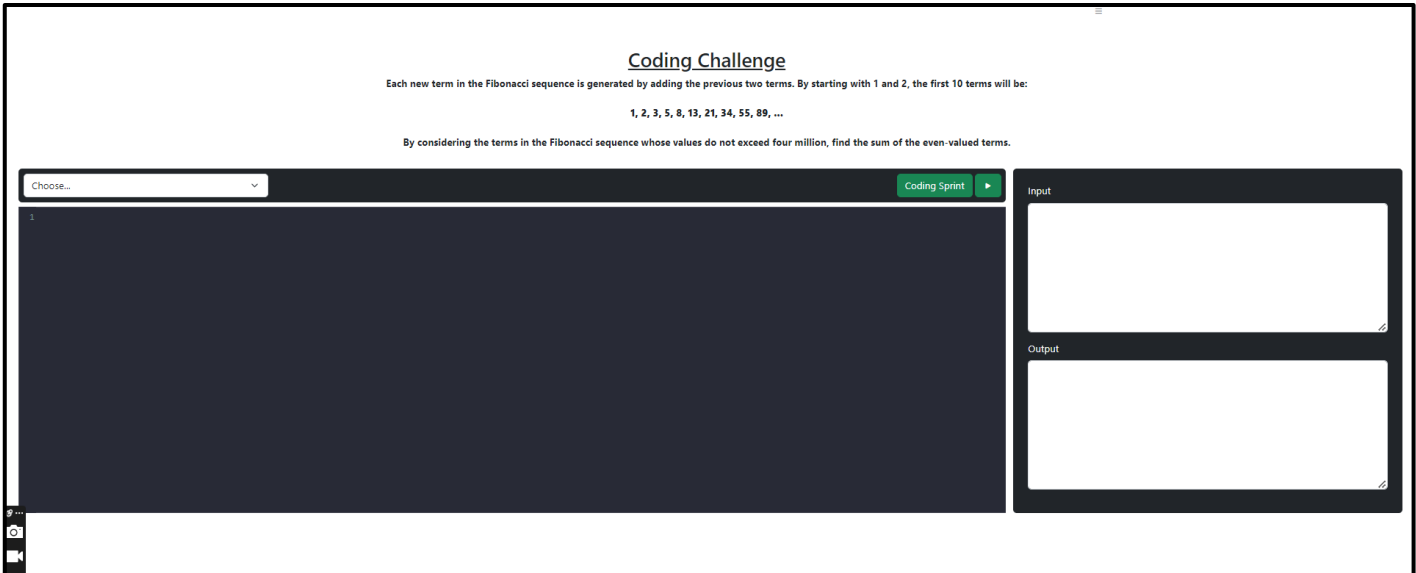 Coding Challenge
Each new term in the Fibonacci sequence is generated by adding the previous two terms. By starting with 1 and 2, the first 10 terms will be:
1, 2, 3, 5, 8, 13, 21, 34, 55, 89, ...
By considering the terms in the Fibonacci sequence whose values do not exceed four million, find the sum of the even-valued terms.
Choose...
Coding Sprint
Input
1
Output